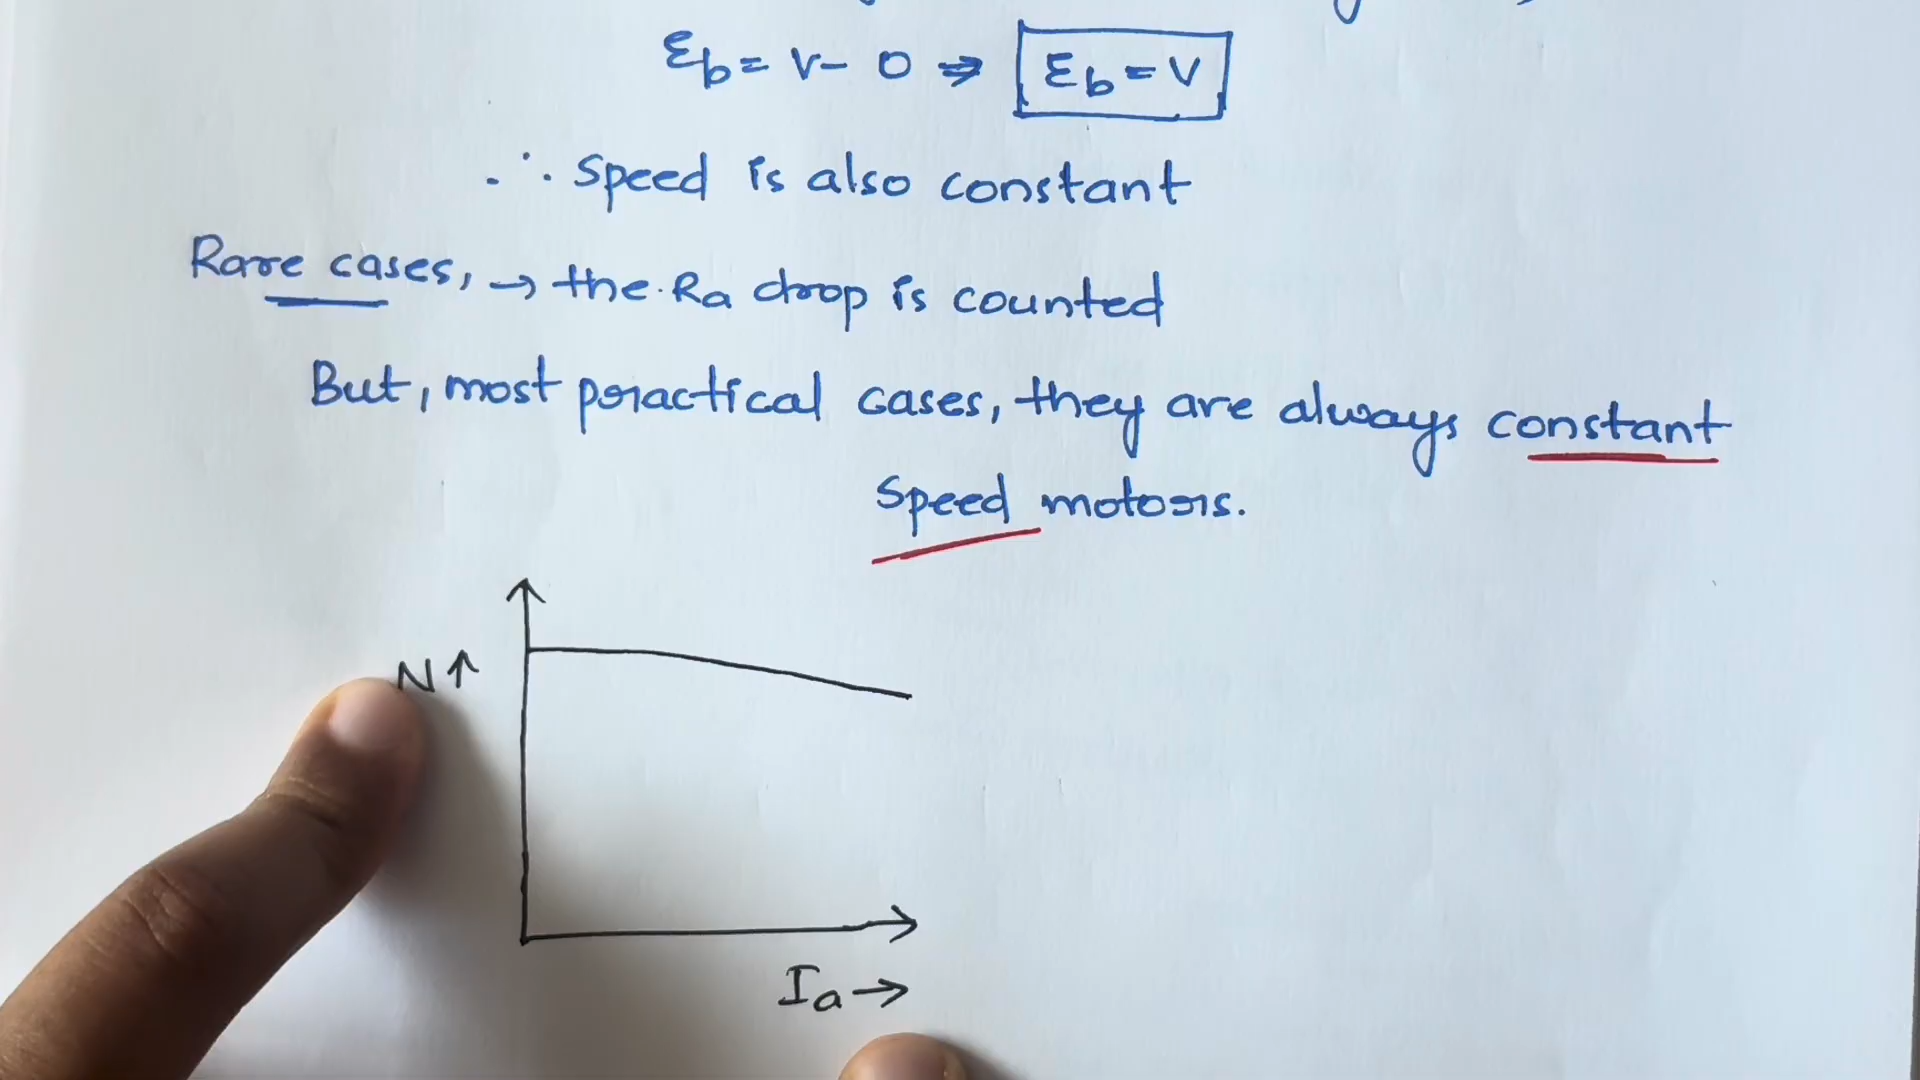 Eb = V - 0 ⇒ Eb = V
∴ Speed is also constant
Rare cases, → the Ra drop is counted
But, most practical cases, they are always constant
Speed motors.
N↑
Ia→